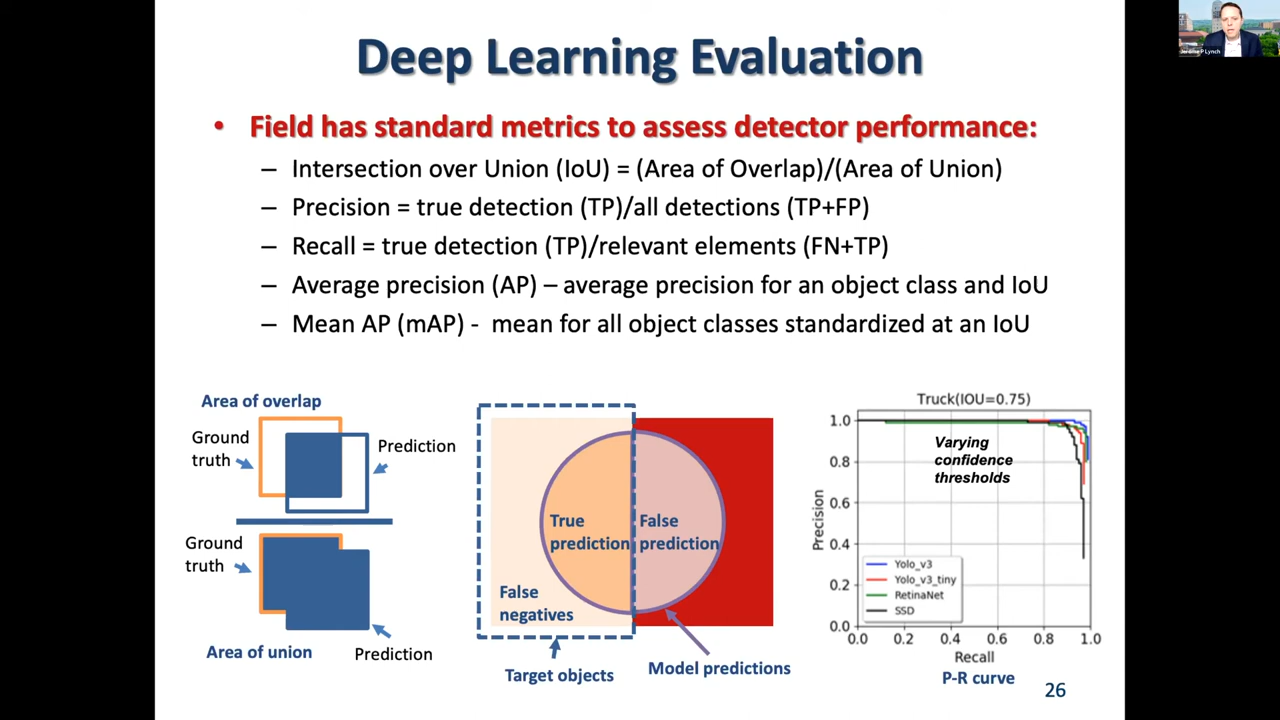 Deep Learning Evaluation
• Field has standard metrics to assess detector performance:
– Intersection over Union (IoU) = (Area of Overlap)/(Area of Union)
– Precision = true detection (TP)/all detections (TP+FP)
– Recall = true detection (TP)/relevant elements (FN+TP)
– Average precision (AP) – average precision for an object class and IoU
– Mean AP (mAP) - mean for all object classes standardized at an IoU
Area of overlap
Ground
truth
Prediction
Ground
truth
Area of union
Prediction
True
prediction
False
prediction
False
negatives
Target objects
Model predictions
Truck(IOU=0.75)
Varying
confidence
thresholds
Precision
1.0
0.8
0.6
0.4
0.2
0.0
Yolo_v3
Yolo_v3_tiny
RetinaNet
SSD
0.0 0.2 0.4 0.6 0.8 1.0
Recall
P-R curve
26
Jerome P Lynch